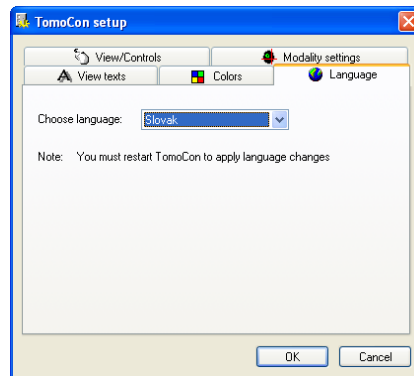 TomoCon setup
View/Controls
Modality settings
View texts
Colors
Language
Choose language: Slovak
Note: You must restart TomoCon to apply language changes
OK
Cancel